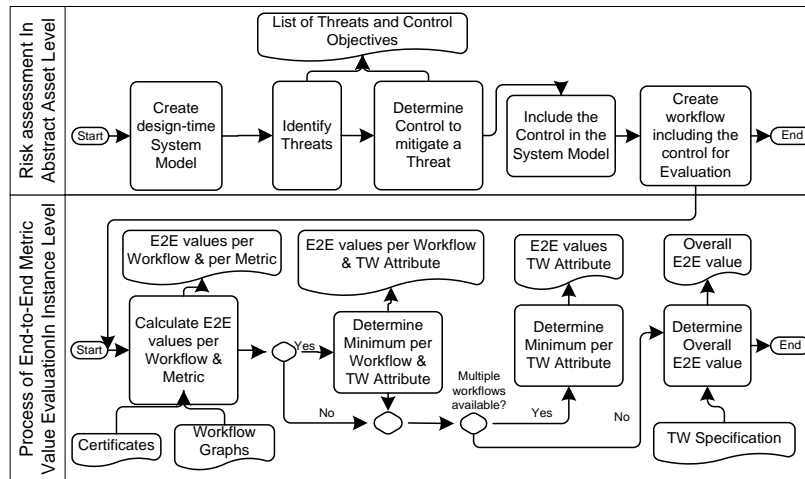 Risk assessment In
Abstract Asset Level
List of Threats and Control
Objectives
Start
Create
design-time
System
Model
Identify
Threats
Determine
Control to
mitigate a
Threat
Include the
Control in the
System Model
Create
workflow
including the
control for
Evaluation
End
Process of End-to-End Metric
Value EvaluationIn Instance Level
E2E values per
Workflow & per Metric
E2E values per Workflow
& TW Attribute
E2E values
TW Attribute
Overall
E2E value
Start
Calculate E2E
values per
Workflow &
Metric
Yes
Determine
Minimum per
Workflow &
TW Attribute
No
Multiple
workflows
available?
Yes
Determine
Minimum per
TW Attribute
No
Determine
Overall
E2E value
End
Certificates
Workflow
Graphs
TW Specification